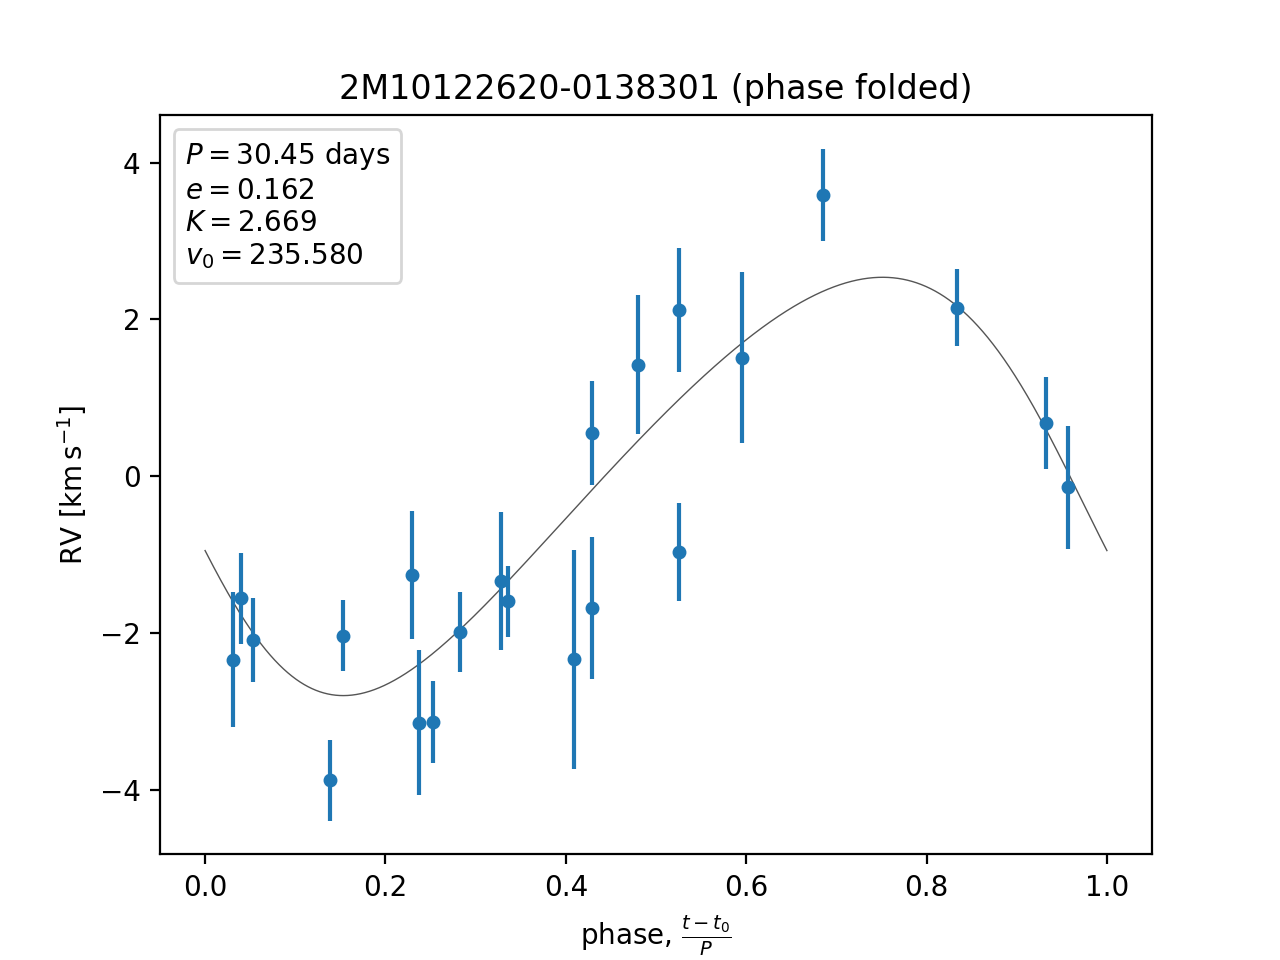 2M10122620-0138301 (phase folded)
P = 30.45 days
e = 0.162
K = 2.669
v₀ = 235.580
4
2
0
−2
−4
RV [km s⁻¹]
0.0 0.2 0.4 0.6 0.8 1.0
phase, (t − t₀)/P